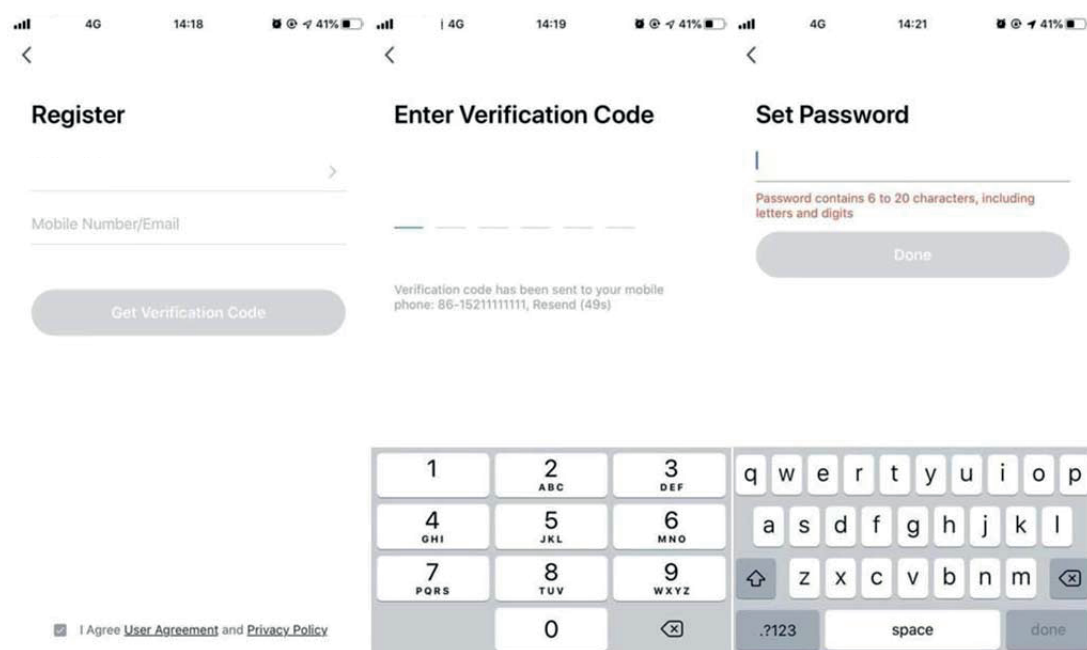 4G 14:18 41%
Register
Mobile Number/Email
Get Verification Code
I Agree User Agreement and Privacy Policy
4G 14:19 41%
Enter Verification Code
Verification code has been sent to your mobile
phone: 86-15211111111, Resend (49s)
1 2 3
ABC DEF
4 5 6
GHI JKL MNO
7 8 9
PQRS TUV WXYZ
0
4G 14:21 41%
Set Password
Password contains 6 to 20 characters, including
letters and digits
Done
q w e r t y u i o p
a s d f g h j k l
z x c v b n m
.?123 space done